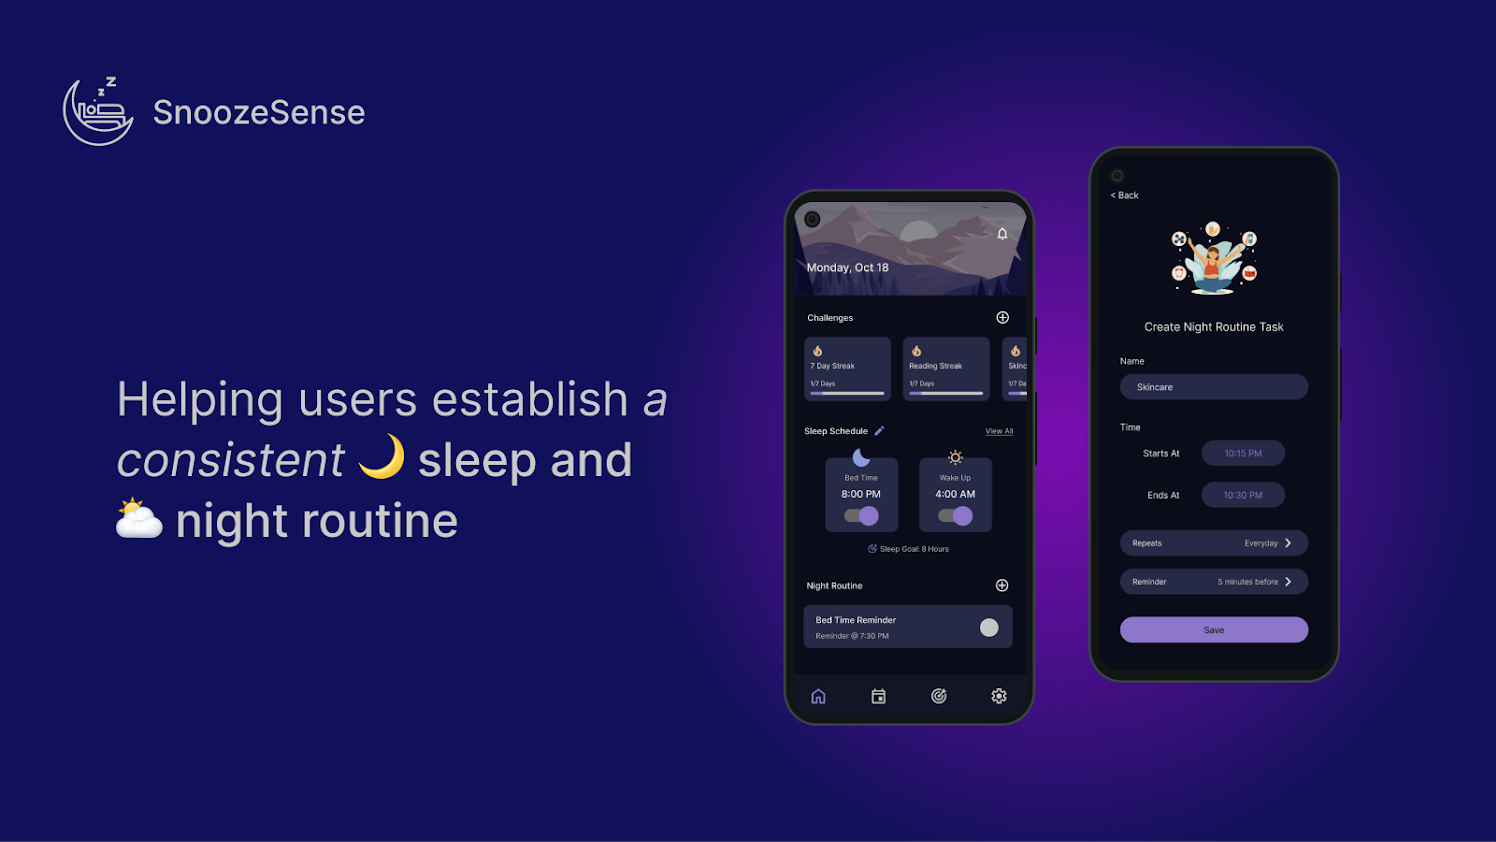 SnoozeSense
Helping users establish a
consistent 🌙 sleep and
🌥️ night routine
Monday, Oct 18
Challenges
7 Day Streak
1/7 Days
Reading Streak
1/7 Days
Skinc
1/7 Da
Sleep Schedule
View All
Bed Time
8:00 PM
Wake Up
4:00 AM
Sleep Goal: 8 Hours
Night Routine
Bed Time Reminder
Reminder @ 7:30 PM
< Back
Create Night Routine Task
Name
Skincare
Time
Starts At 10:15 PM
Ends At 10:30 PM
Repeats Everyday >
Reminder 5 minutes before >
Save